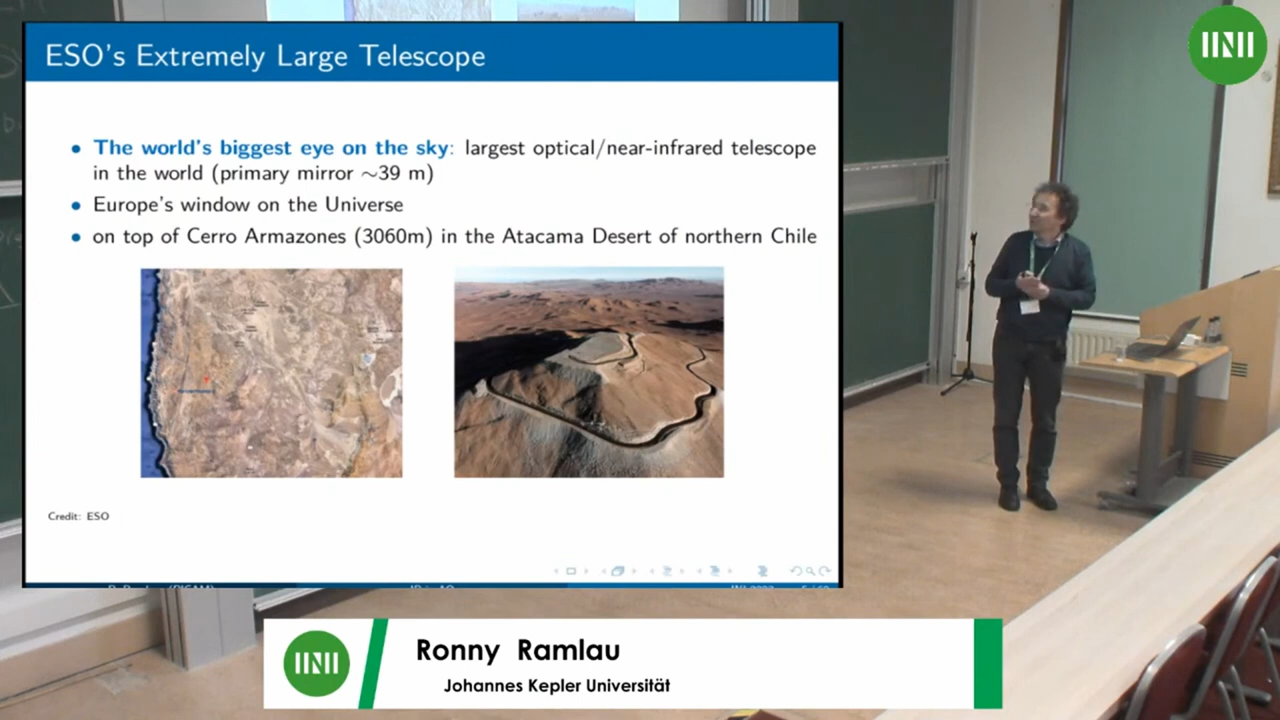 ESO's Extremely Large Telescope
• The world's biggest eye on the sky: largest optical/near-infrared telescope
in the world (primary mirror ~39 m)
• Europe's window on the Universe
• on top of Cerro Armazones (3060m) in the Atacama Desert of northern Chile
Credit: ESO
Ronny Ramlau
Johannes Kepler Universität